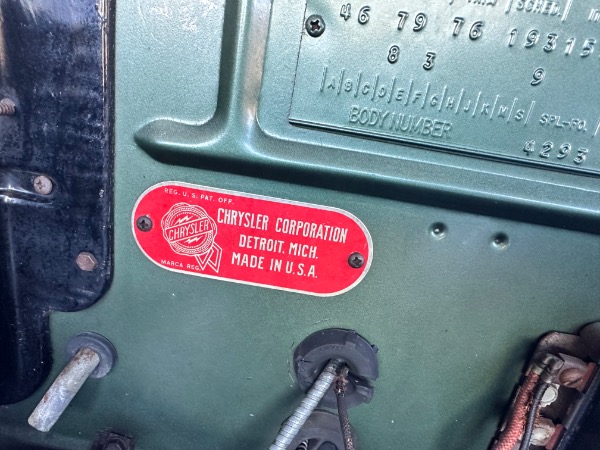 46 79 76 19315
8 3 9
A B C D E F G H J K M S SPL-FO.
BODY NUMBER
4293
REG. U.S. PAT. OFF.
CHRYSLER CORPORATION
CHRYSLER
DETROIT, MICH.
MADE IN U.S.A.
MARCA REG.